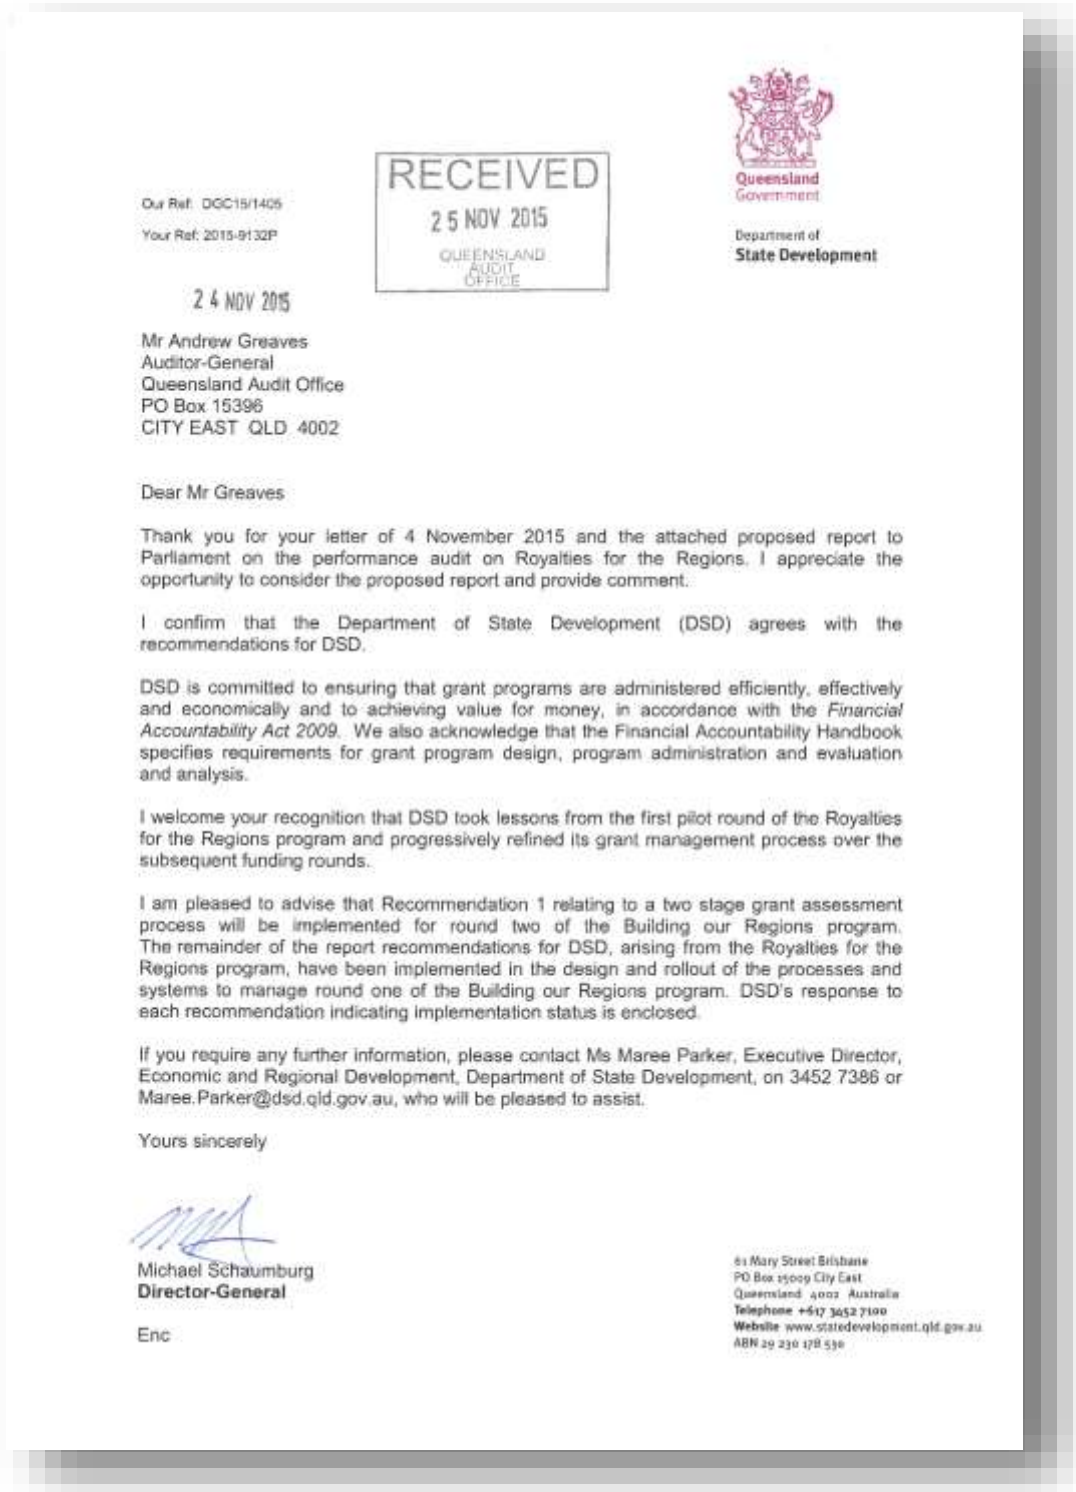 Queensland
Government
Department of
State Development
RECEIVED
25 NOV 2015
QUEENSLAND
AUDIT
OFFICE
Our Ref: DGC15/1405
Your Ref: 2015-9132P
24 NOV 2015
Mr Andrew Greaves
Auditor-General
Queensland Audit Office
PO Box 15396
CITY EAST QLD 4002
Dear Mr Greaves
Thank you for your letter of 4 November 2015 and the attached proposed report to
Parliament on the performance audit on Royalties for the Regions. I appreciate the
opportunity to consider the proposed report and provide comment.
I confirm that the Department of State Development (DSD) agrees with the
recommendations for DSD.
DSD is committed to ensuring that grant programs are administered efficiently, effectively
and economically and to achieving value for money, in accordance with the Financial
Accountability Act 2009. We also acknowledge that the Financial Accountability Handbook
specifies requirements for grant program design, program administration and evaluation
and analysis.
I welcome your recognition that DSD took lessons from the first pilot round of the Royalties
for the Regions program and progressively refined its grant management process over the
subsequent funding rounds.
I am pleased to advise that Recommendation 1 relating to a two stage grant assessment
process will be implemented for round two of the Building our Regions program.
The remainder of the report recommendations for DSD, arising from the Royalties for the
Regions program, have been implemented in the design and rollout of the processes and
systems to manage round one of the Building our Regions program. DSD's response to
each recommendation indicating implementation status is enclosed.
If you require any further information, please contact Ms Maree Parker, Executive Director,
Economic and Regional Development, Department of State Development, on 3452 7386 or
Maree.Parker@dsd.qld.gov.au, who will be pleased to assist.
Yours sincerely
Michael Schaumburg
Director-General
Enc
61 Mary Street Brisbane
PO Box 15009 City East
Queensland 4002 Australia
Telephone +617 3452 7100
Website www.statedevelopment.qld.gov.au
ABN 29 230 178 530